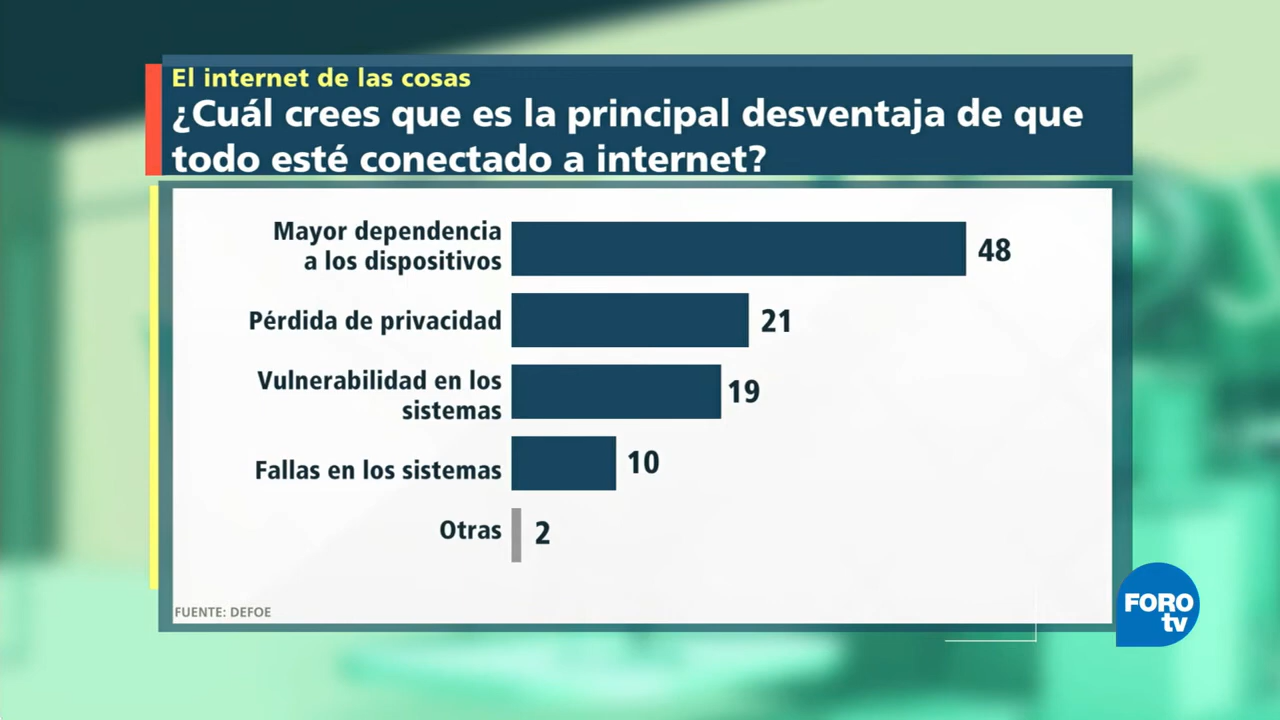 El internet de las cosas
¿Cuál crees que es la principal desventaja de que
todo esté conectado a internet?
Mayor dependencia
a los dispositivos
48
Pérdida de privacidad
21
Vulnerabilidad en los
sistemas
19
Fallas en los sistemas
10
Otras
2
FUENTE: DEFOE
FORO
tv